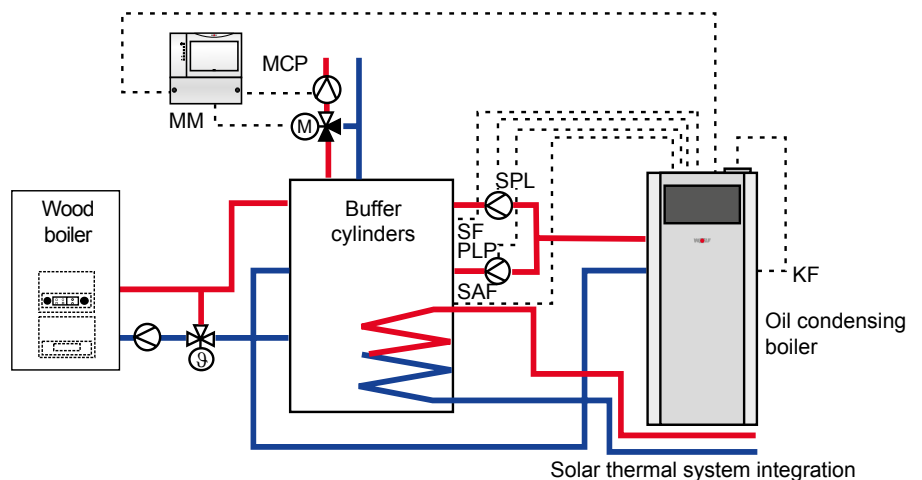 MCP
MM
M
Wood
boiler
Buffer
cylinders
SPL
SF
PLP
SAF
KF
Oil condensing
boiler
ϑ
Solar thermal system integration